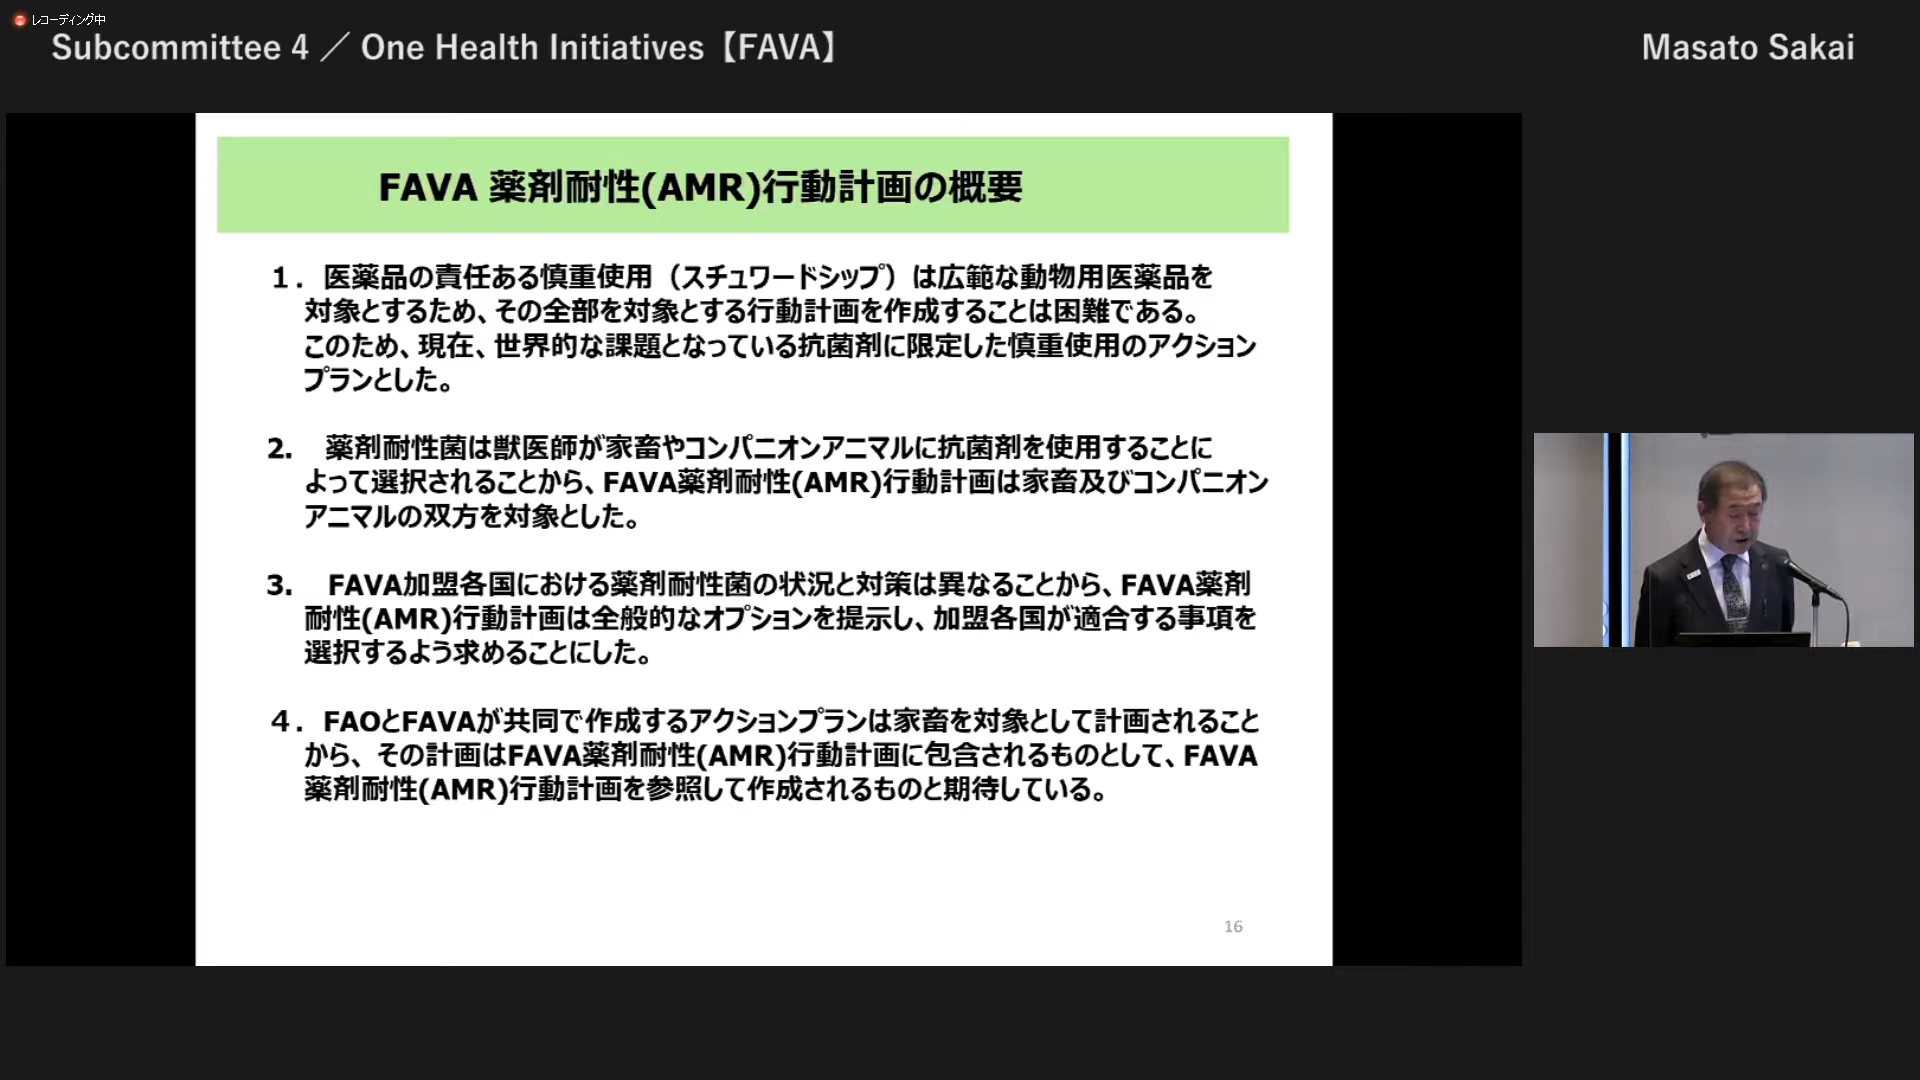 レコーディング中
Subcommittee 4 ／ One Health Initiatives【FAVA】
Masato Sakai
FAVA 薬剤耐性(AMR)行動計画の概要
１．医薬品の責任ある慎重使用（スチュワードシップ）は広範な動物用医薬品を
対象とするため、その全部を対象とする行動計画を作成することは困難である。
このため、現在、世界的な課題となっている抗菌剤に限定した慎重使用のアクション
プランとした。
2. 薬剤耐性菌は獣医師が家畜やコンパニオンアニマルに抗菌剤を使用することに
よって選択されることから、FAVA薬剤耐性(AMR)行動計画は家畜及びコンパニオン
アニマルの双方を対象とした。
3. FAVA加盟各国における薬剤耐性菌の状況と対策は異なることから、FAVA薬剤
耐性(AMR)行動計画は全般的なオプションを提示し、加盟各国が適合する事項を
選択するよう求めることにした。
４．FAOとFAVAが共同で作成するアクションプランは家畜を対象として計画されること
から、その計画はFAVA薬剤耐性(AMR)行動計画に包含されるものとして、FAVA
薬剤耐性(AMR)行動計画を参照して作成されるものと期待している。
16